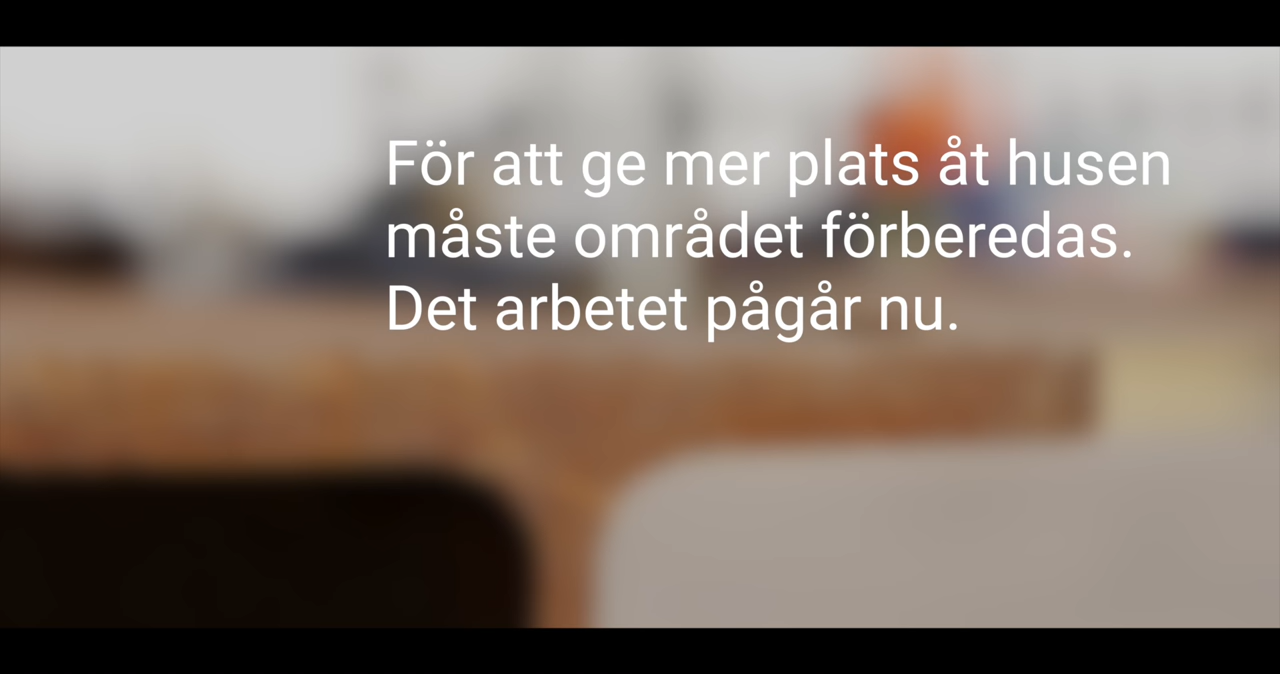 För att ge mer plats åt husen
måste området förberedas.
Det arbetet pågår nu.